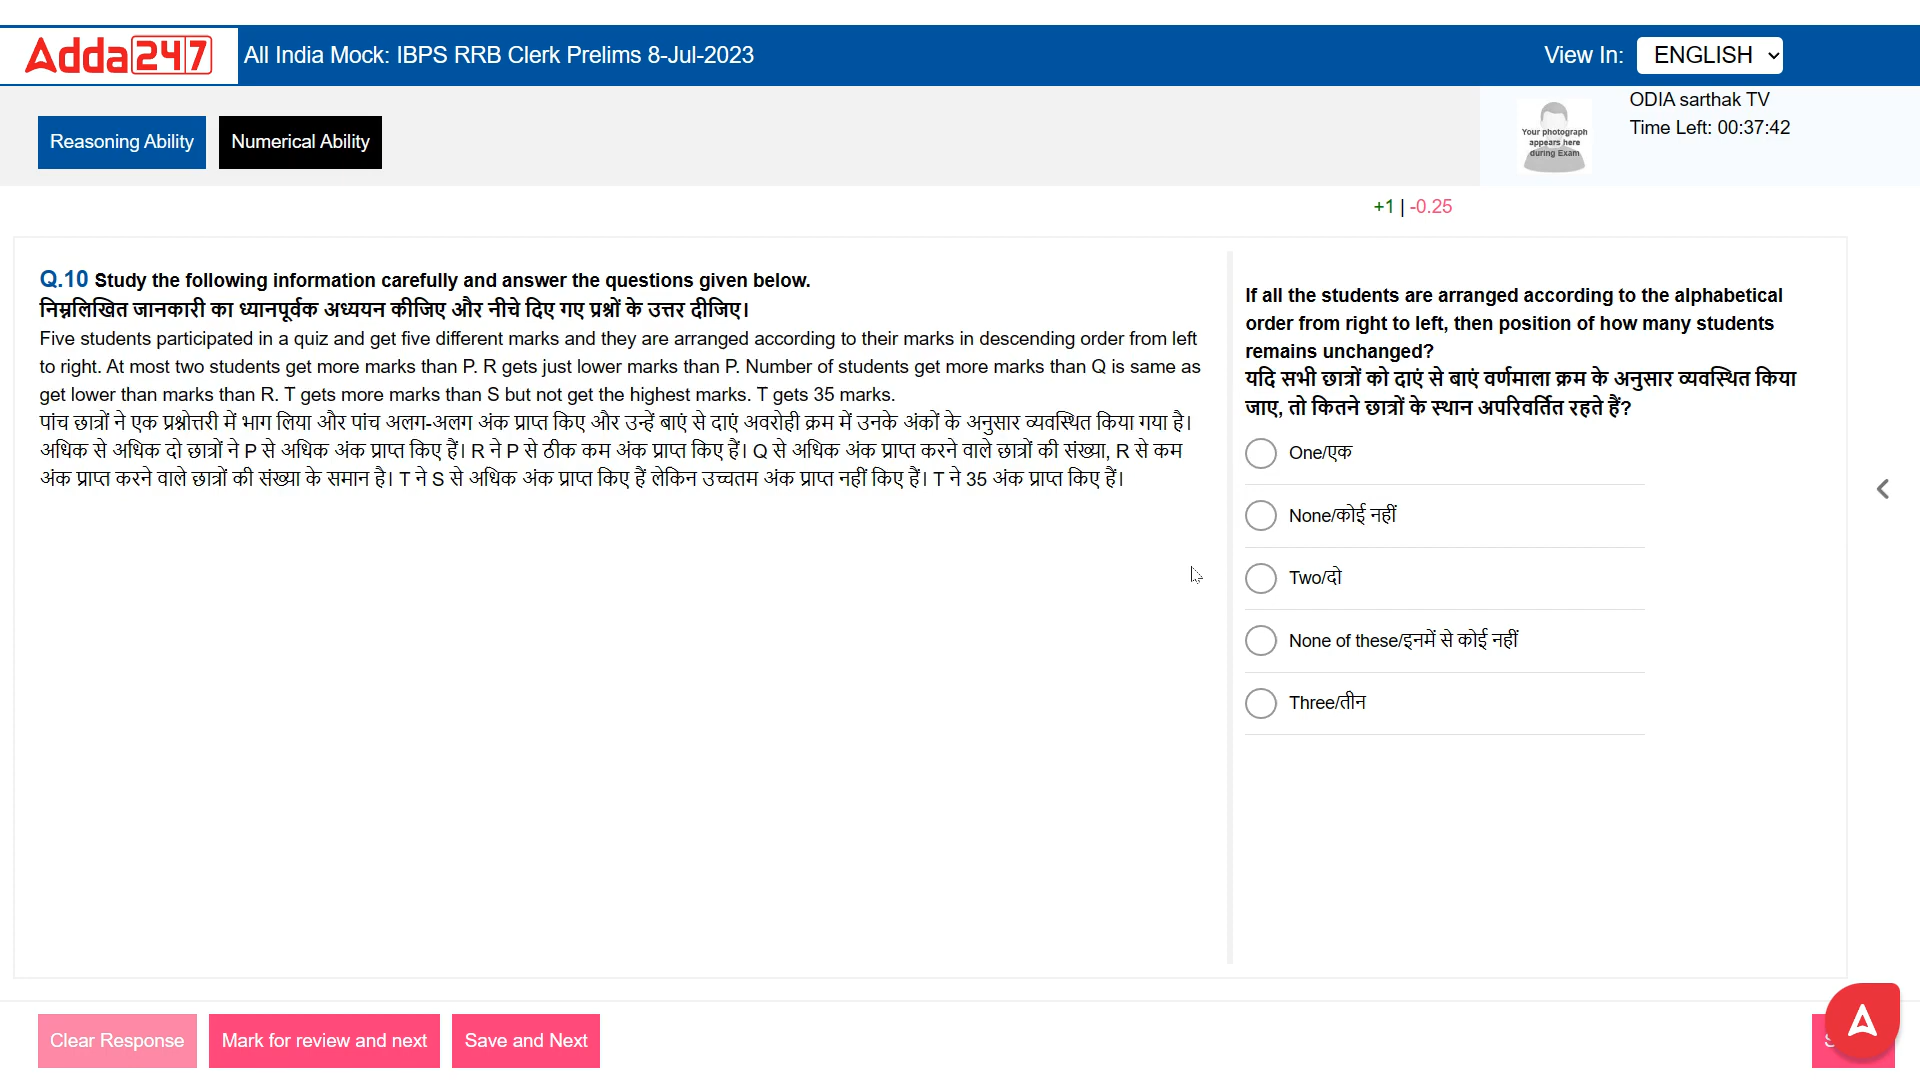 Adda247 All India Mock: IBPS RRB Clerk Prelims 8-Jul-2023 View In: ENGLISH
ODIA sarthak TV
Time Left: 00:37:42
Your photograph
appears here
during Exam
Reasoning Ability Numerical Ability
+1 | -0.25
Q.10 Study the following information carefully and answer the questions given below.
निम्नलिखित जानकारी का ध्यानपूर्वक अध्ययन कीजिए और नीचे दिए गए प्रश्नों के उत्तर दीजिए।
Five students participated in a quiz and get five different marks and they are arranged according to their marks in descending order from left
to right. At most two students get more marks than P. R gets just lower marks than P. Number of students get more marks than Q is same as
get lower than marks than R. T gets more marks than S but not get the highest marks. T gets 35 marks.
पांच छात्रों ने एक प्रश्नोत्तरी में भाग लिया और पांच अलग-अलग अंक प्राप्त किए और उन्हें बाएं से दाएं अवरोही क्रम में उनके अंकों के अनुसार व्यवस्थित किया गया है।
अधिक से अधिक दो छात्रों ने P से अधिक अंक प्राप्त किए हैं। R ने P से ठीक कम अंक प्राप्त किए हैं। Q से अधिक अंक प्राप्त करने वाले छात्रों की संख्या, R से कम
अंक प्राप्त करने वाले छात्रों की संख्या के समान है। T ने S से अधिक अंक प्राप्त किए हैं लेकिन उच्चतम अंक प्राप्त नहीं किए हैं। T ने 35 अंक प्राप्त किए हैं।
If all the students are arranged according to the alphabetical
order from right to left, then position of how many students
remains unchanged?
यदि सभी छात्रों को दाएं से बाएं वर्णमाला क्रम के अनुसार व्यवस्थित किया
जाए, तो कितने छात्रों के स्थान अपरिवर्तित रहते हैं?
One/एक
None/कोई नहीं
Two/दो
None of these/इनमें से कोई नहीं
Three/तीन
Clear Response Mark for review and next Save and Next